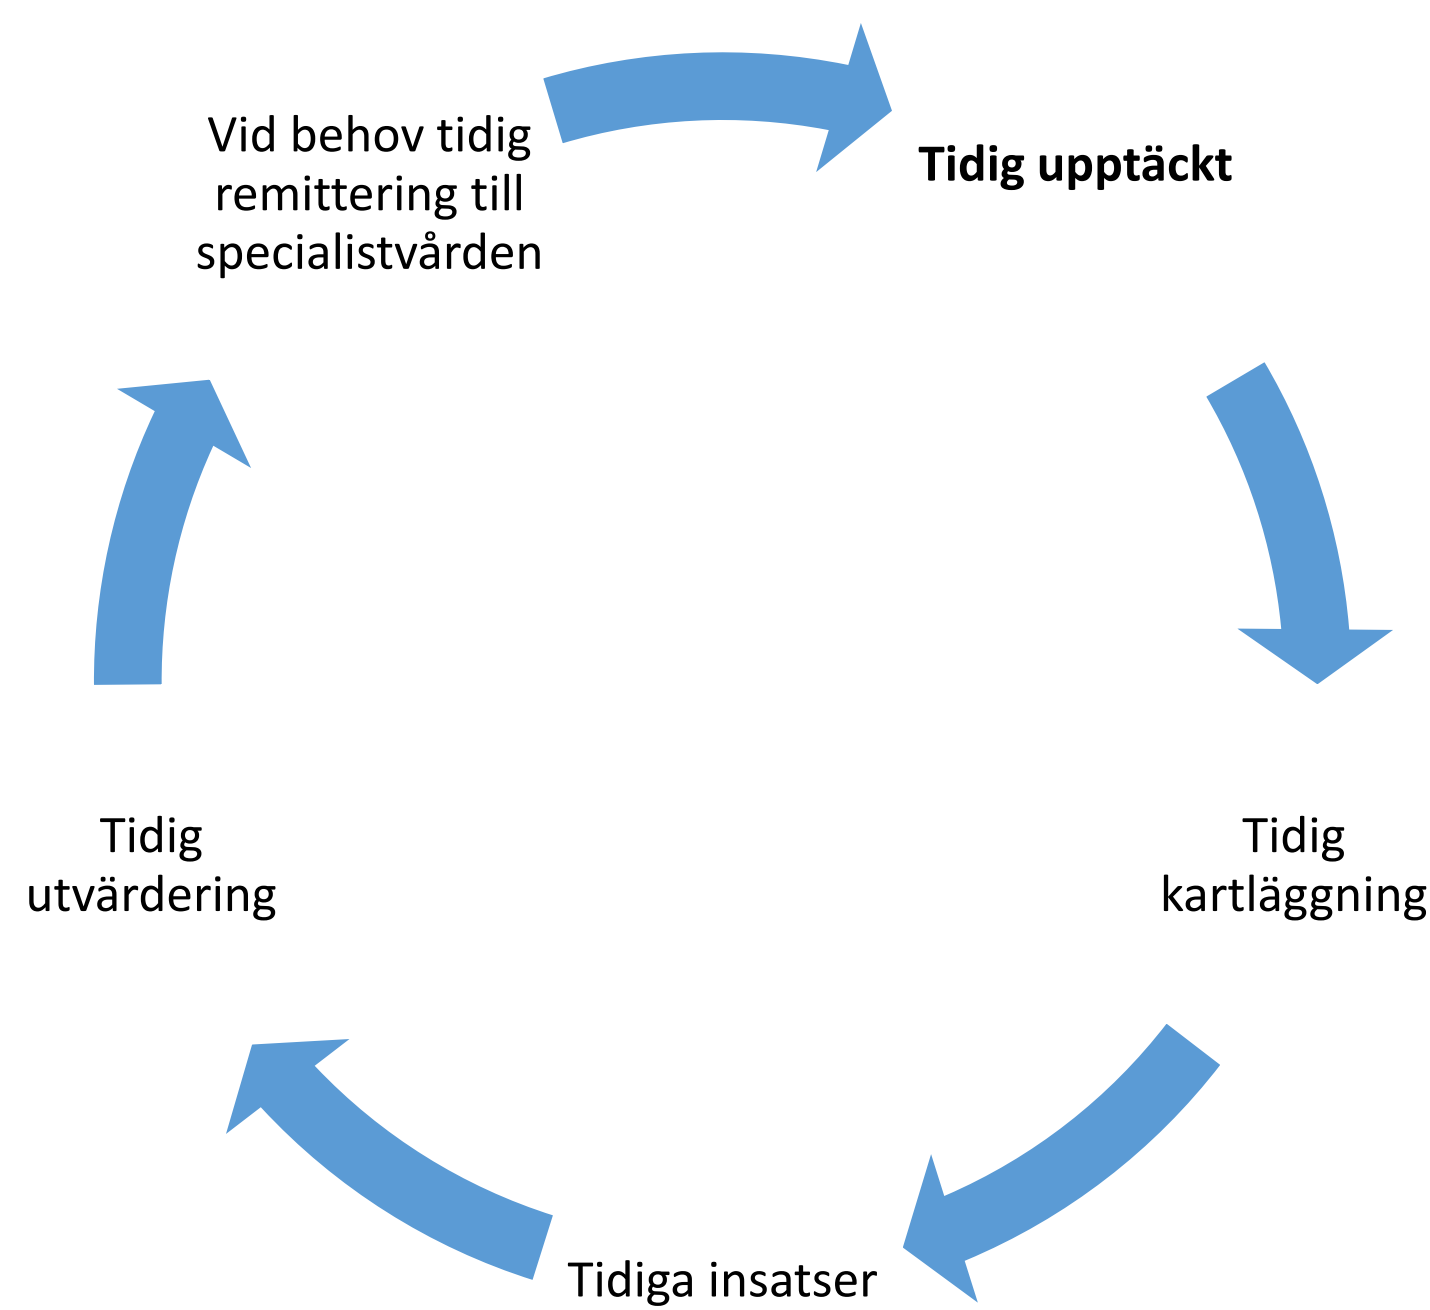 Vid behov tidig
remittering till
specialistvården
Tidig upptäckt
Tidig
kartläggning
Tidiga insatser
Tidig
utvärdering